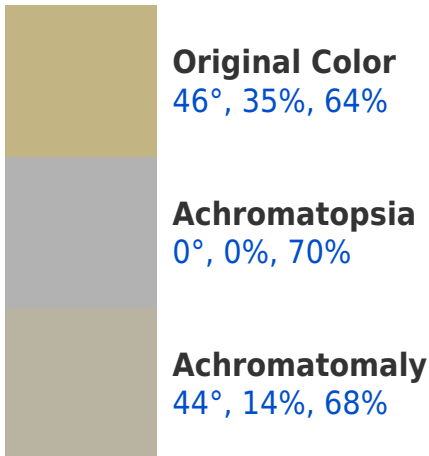 Original Color
46°, 35%, 64%
Achromatopsia
0°, 0%, 70%
Achromatomaly
44°, 14%, 68%